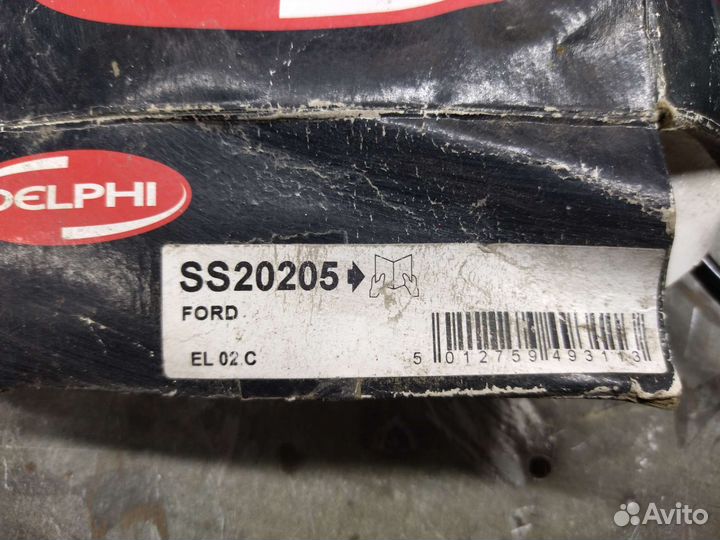 DELPHI
SS20205
FORD
EL 02 C
5 012759 493113
Avito